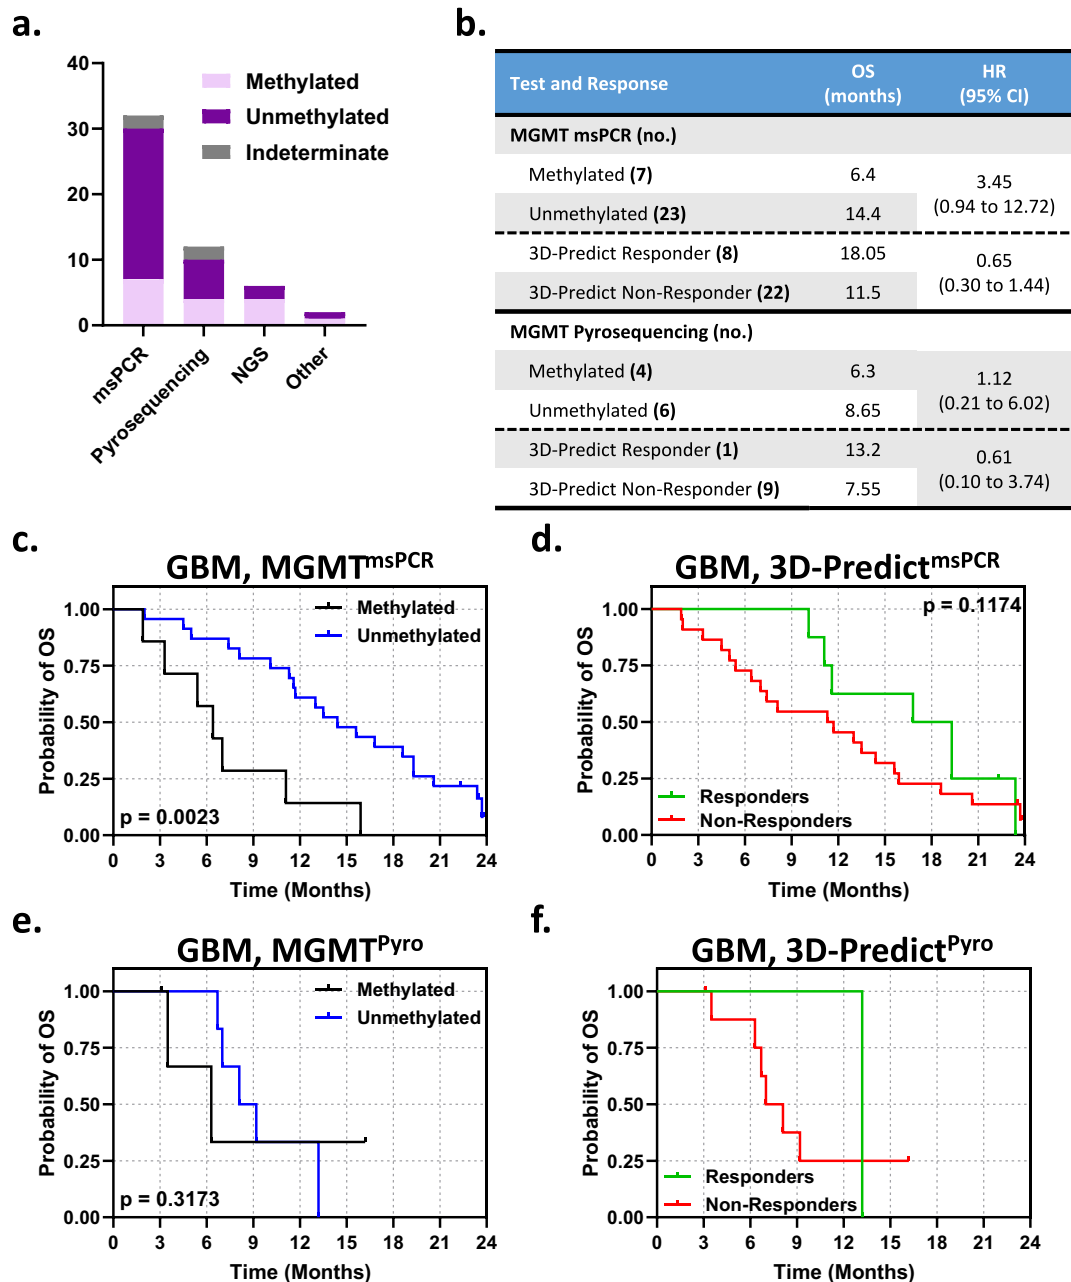 a.
40
30
20
10
0
Methylated
Unmethylated
Indeterminate
msPCR
Pyrosequencing
NGS
Other
b.
Test and Response OS (months) HR (95% CI)
MGMT msPCR (no.)
Methylated (7) 6.4
3.45
(0.94 to 12.72)
Unmethylated (23) 14.4
3D-Predict Responder (8) 18.05
0.65
(0.30 to 1.44)
3D-Predict Non-Responder (22) 11.5
MGMT Pyrosequencing (no.)
Methylated (4) 6.3
1.12
(0.21 to 6.02)
Unmethylated (6) 8.65
3D-Predict Responder (1) 13.2
0.61
(0.10 to 3.74)
3D-Predict Non-Responder (9) 7.55
c.
GBM, MGMTmsPCR
Probability of OS
1.00
0.75
0.50
0.25
0.00
Methylated
Unmethylated
p = 0.0023
0 3 6 9 12 15 18 21 24
Time (Months)
d.
GBM, 3D-PredictmsPCR
Probability of OS
1.00
0.75
0.50
0.25
0.00
p = 0.1174
Responders
Non-Responders
0 3 6 9 12 15 18 21 24
Time (Months)
e.
GBM, MGMTPyro
Probability of OS
1.00
0.75
0.50
0.25
0.00
Methylated
Unmethylated
p = 0.3173
0 3 6 9 12 15 18 21 24
Time (Months)
f.
GBM, 3D-PredictPyro
Probability of OS
1.00
0.75
0.50
0.25
0.00
Responders
Non-Responders
0 3 6 9 12 15 18 21 24
Time (Months)